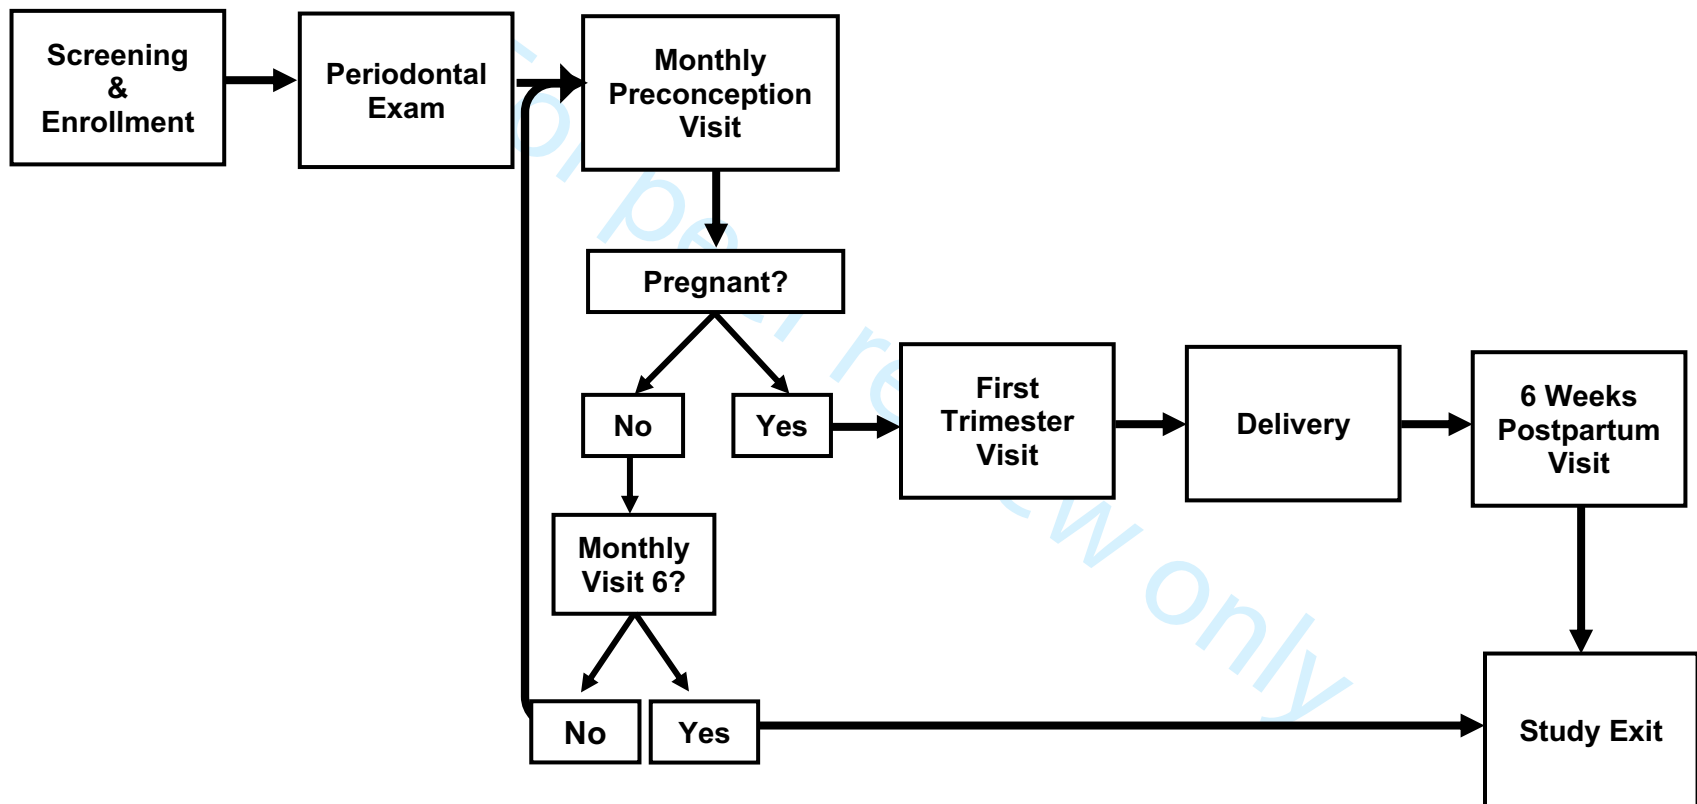 Screening
&
Enrollment
Periodontal
Exam
Monthly
Preconception
Visit
Pregnant?
No
Yes
First
Trimester
Visit
Delivery
6 Weeks
Postpartum
Visit
Monthly
Visit 6?
No
Yes
Study Exit
For peer review only